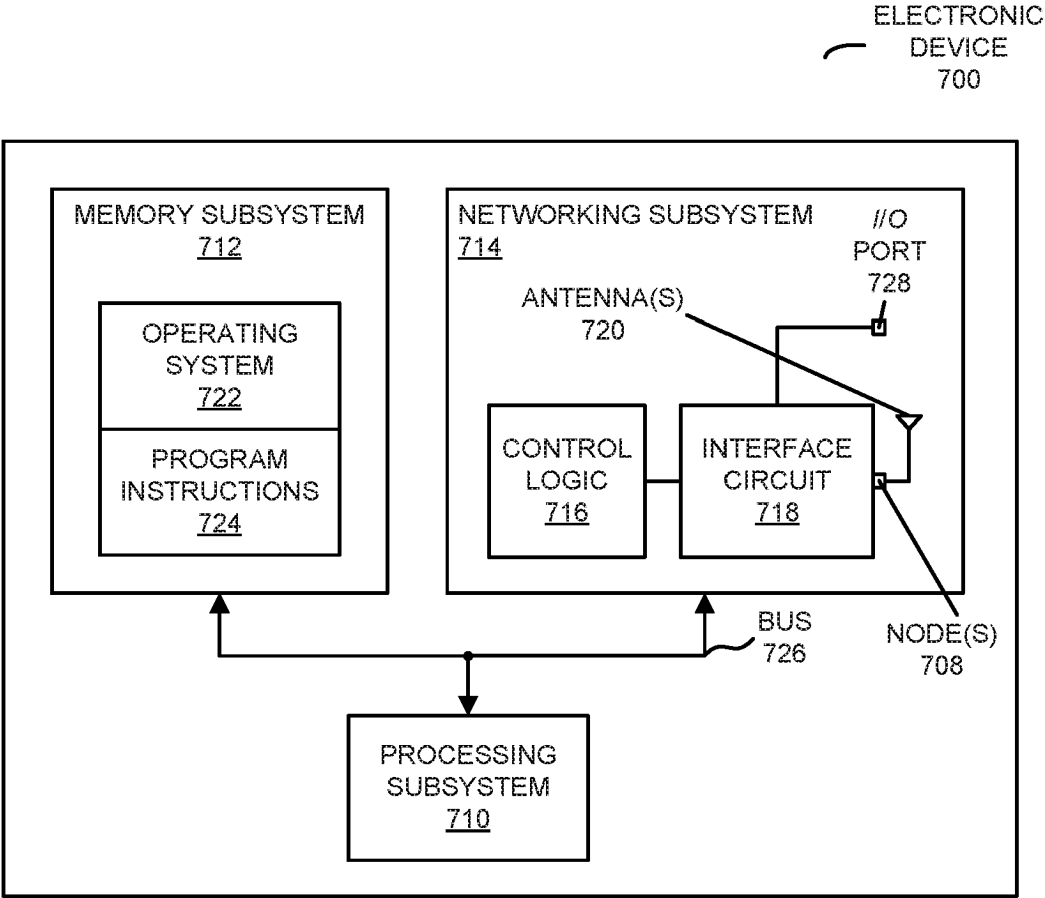 ELECTRONIC
DEVICE
700
MEMORY SUBSYSTEM
712
OPERATING
SYSTEM
722
PROGRAM
INSTRUCTIONS
724
NETWORKING SUBSYSTEM
714
I/O
PORT
728
ANTENNA(S)
720
CONTROL
LOGIC
716
INTERFACE
CIRCUIT
718
BUS
726
NODE(S)
708
PROCESSING
SUBSYSTEM
710